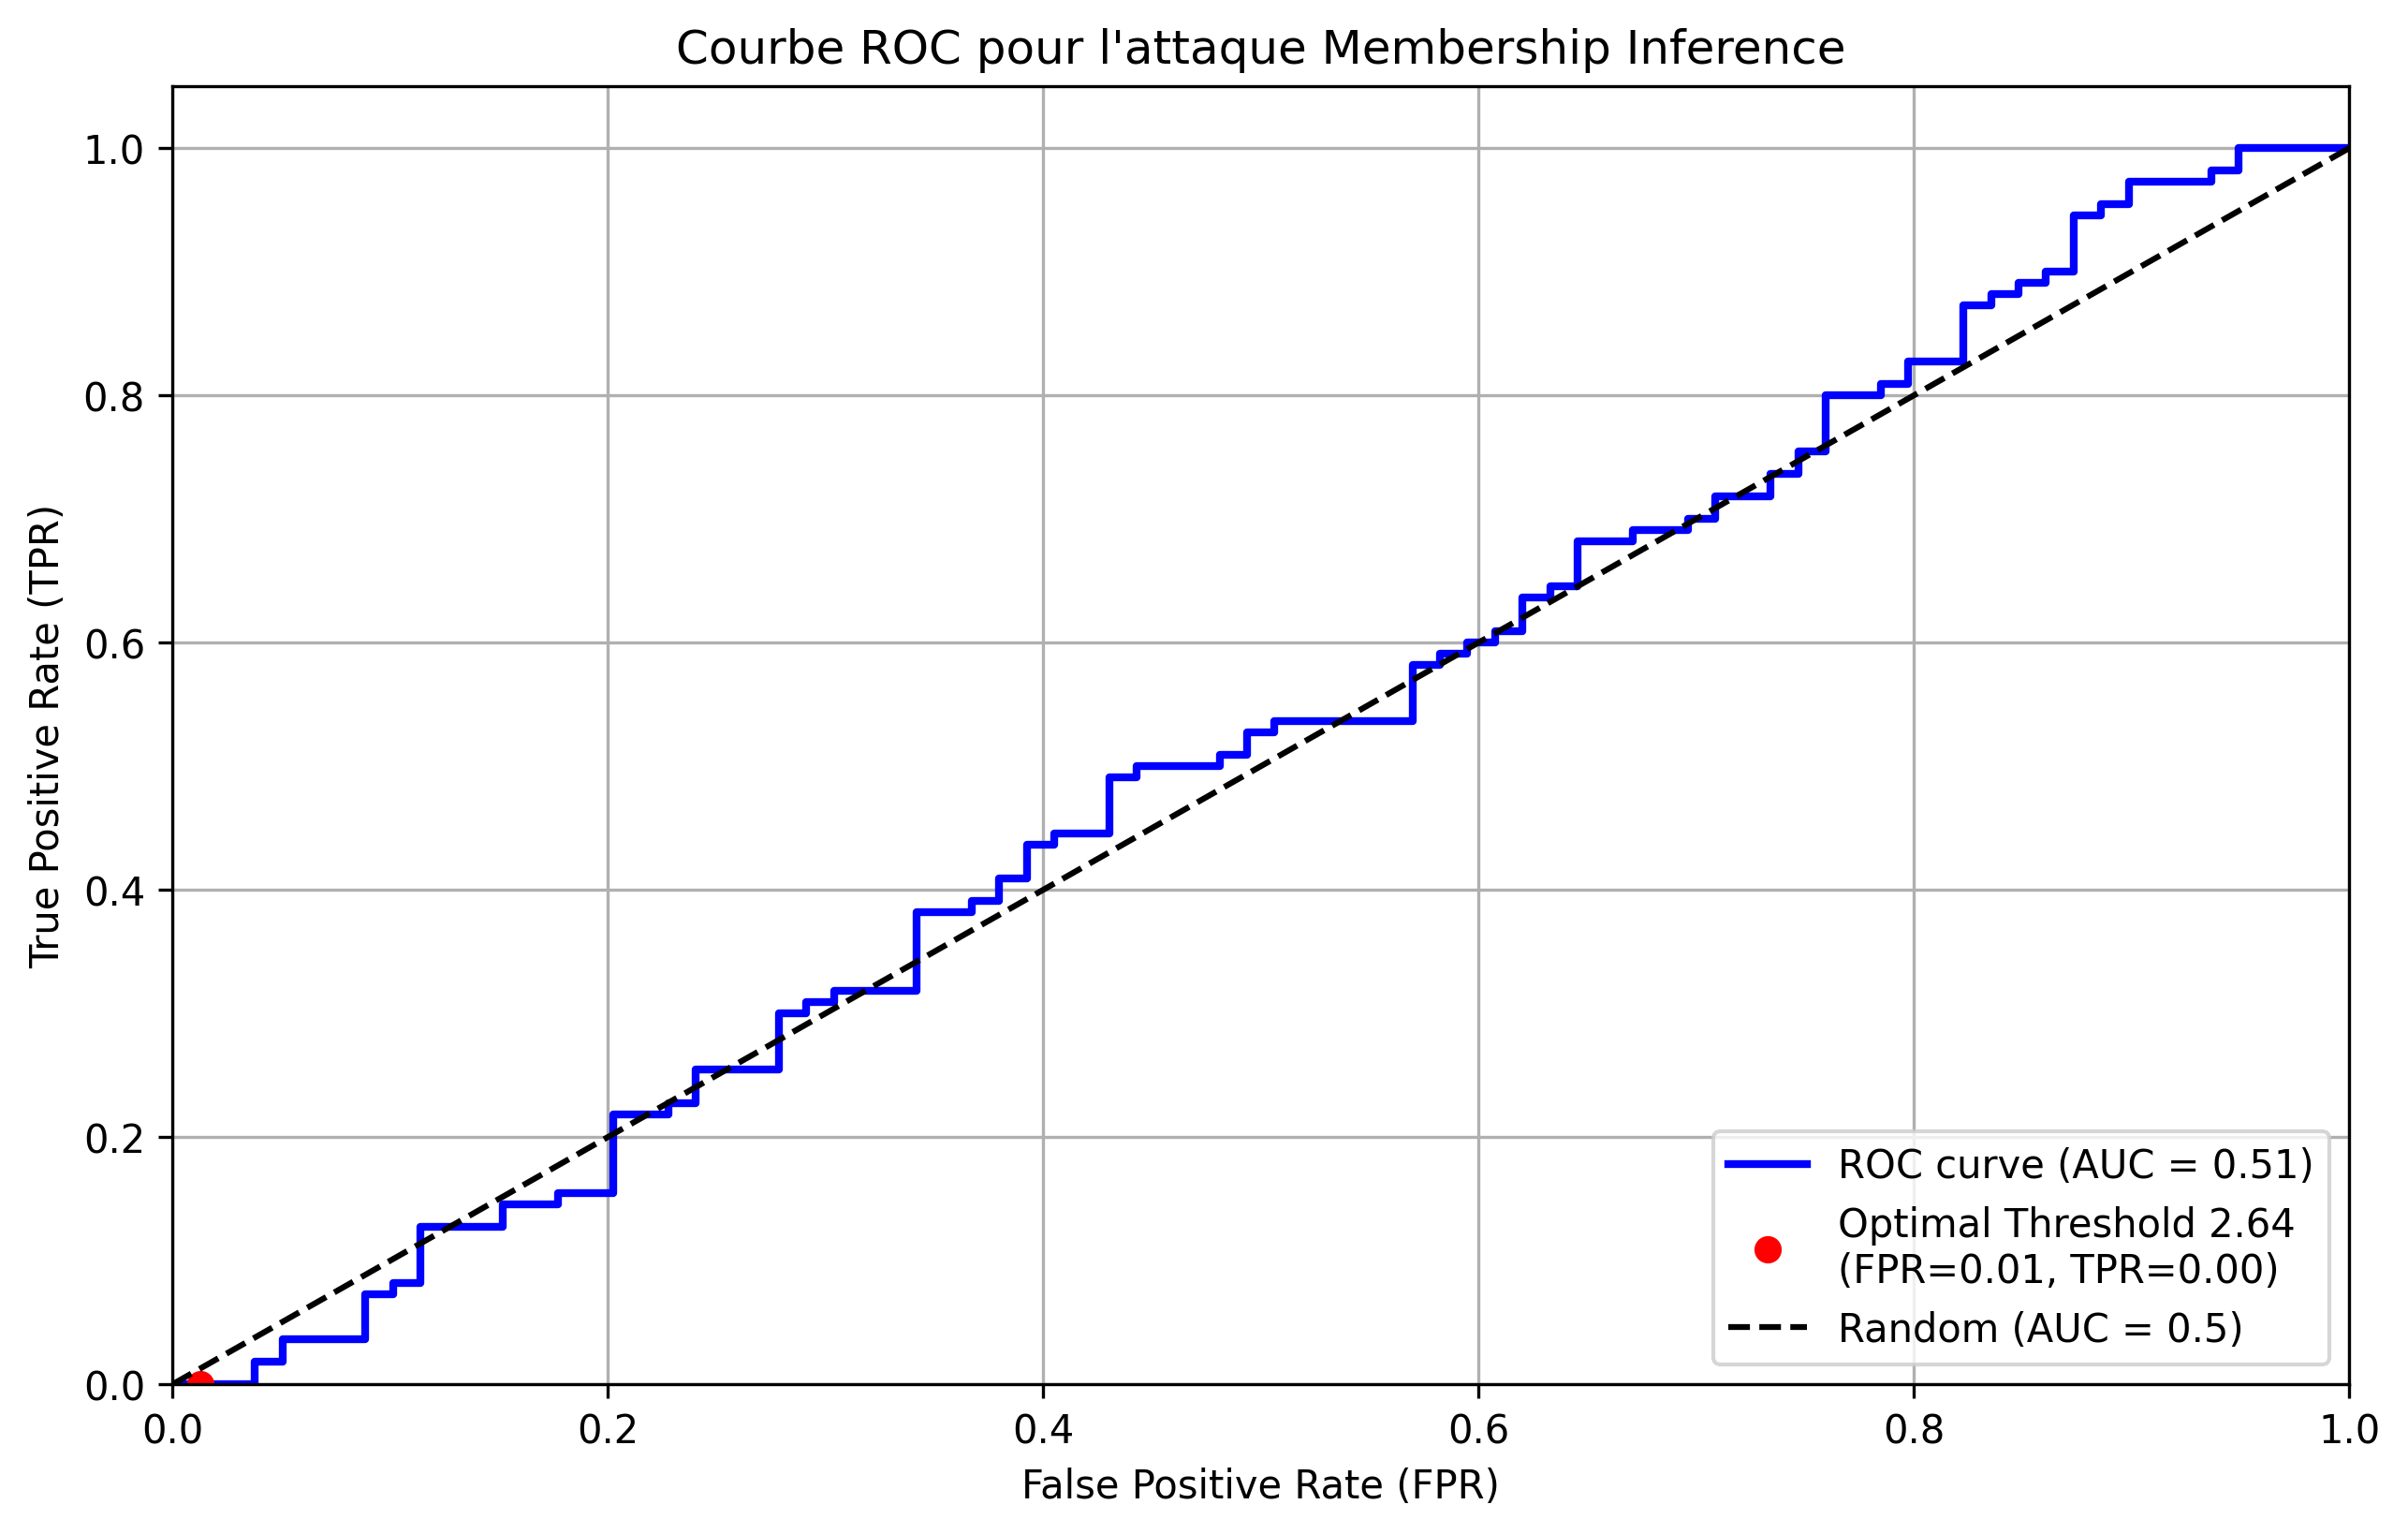 Courbe ROC pour l'attaque Membership Inference
True Positive Rate (TPR)
1.0
0.8
0.6
0.4
0.2
0.0
0.0 0.2 0.4 0.6 0.8 1.0
False Positive Rate (FPR)
ROC curve (AUC = 0.51)
Optimal Threshold 2.64
(FPR=0.01, TPR=0.00)
Random (AUC = 0.5)